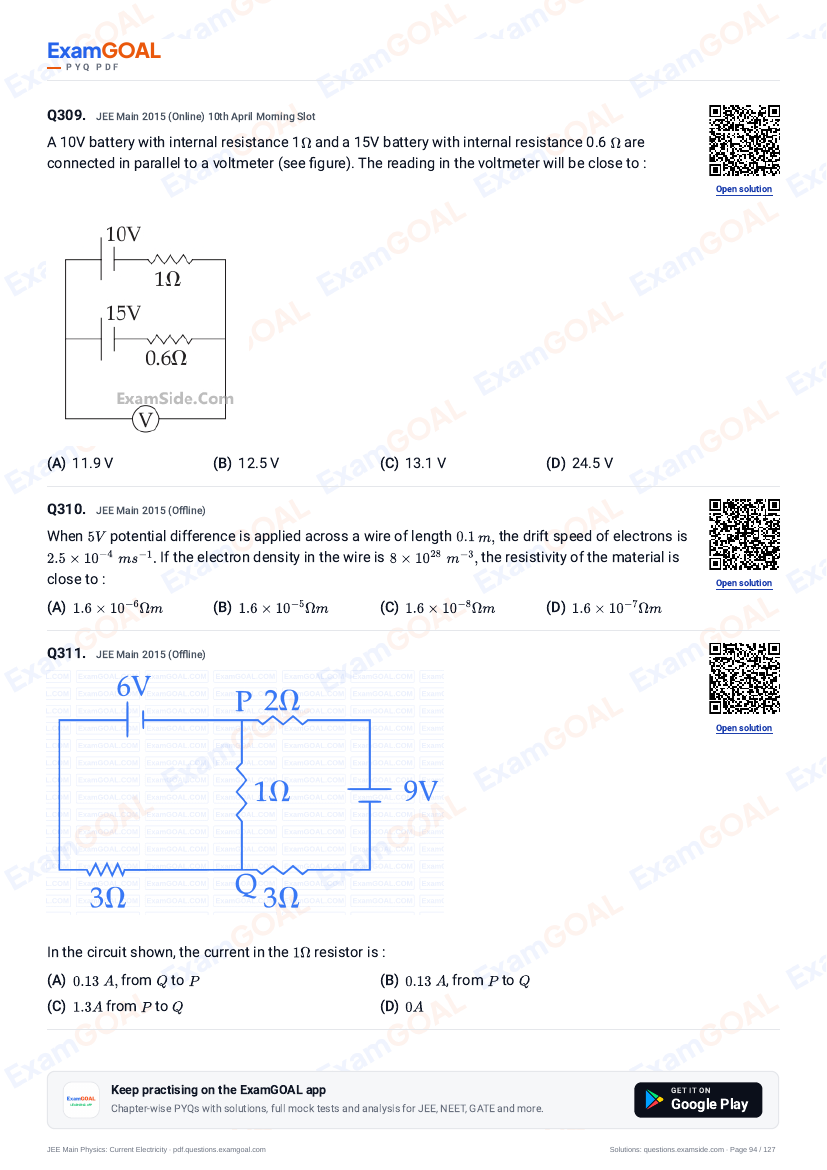 ExamGOAL
PYQ PDF
Q309. JEE Main 2015 (Online) 10th April Morning Slot
A 10V battery with internal resistance 1Ω and a 15V battery with internal resistance 0.6 Ω are
connected in parallel to a voltmeter (see figure). The reading in the voltmeter will be close to :
Open solution
10V
1Ω
15V
0.6Ω
ExamSide.Com
V
(A) 11.9 V (B) 12.5 V (C) 13.1 V (D) 24.5 V
Q310. JEE Main 2015 (Offline)
When 5V potential difference is applied across a wire of length 0.1 m, the drift speed of electrons is
2.5 × 10⁻⁴ ms⁻¹. If the electron density in the wire is 8 × 10²⁸ m⁻³, the resistivity of the material is
close to :
Open solution
(A) 1.6 × 10⁻⁶Ωm (B) 1.6 × 10⁻⁵Ωm (C) 1.6 × 10⁻⁸Ωm (D) 1.6 × 10⁻⁷Ωm
Q311. JEE Main 2015 (Offline)
Open solution
6V
P 2Ω
1Ω
9V
3Ω
Q 3Ω
In the circuit shown, the current in the 1Ω resistor is :
(A) 0.13 A, from Q to P (B) 0.13 A, from P to Q
(C) 1.3A from P to Q (D) 0A
ExamGOAL
Keep practising on the ExamGOAL app
Chapter-wise PYQs with solutions, full mock tests and analysis for JEE, NEET, GATE and more.
GET IT ON
Google Play
JEE Main Physics: Current Electricity · pdf.questions.examgoal.com
Solutions: questions.examside.com · Page 94 / 127